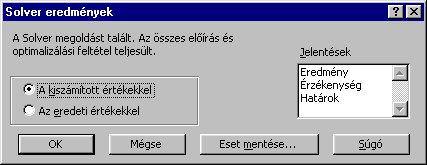 Solver eredmények
A Solver megoldást talált. Az összes előírás és
optimalizálási feltétel teljesült.
Jelentések
Eredmény
Érzékenység
Határok
A kiszámított értékekkel
Az eredeti értékekkel
OK
Mégse
Eset mentése...
Súgó